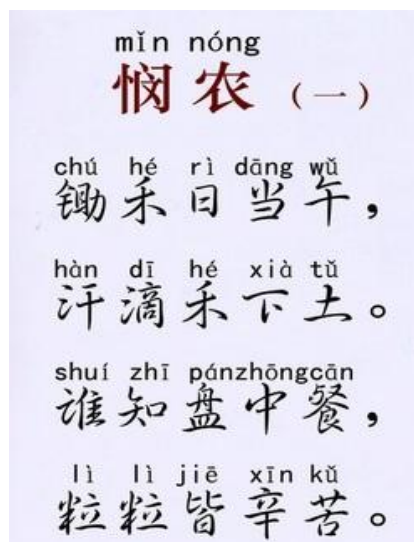 mǐn nóng
悯农（一）
chú hé rì dāng wǔ
锄禾日当午，
hàn dī hé xià tǔ
汗滴禾下土。
shuí zhī pánzhōngcān
谁知盘中餐，
lì lì jiē xīn kǔ
粒粒皆辛苦。